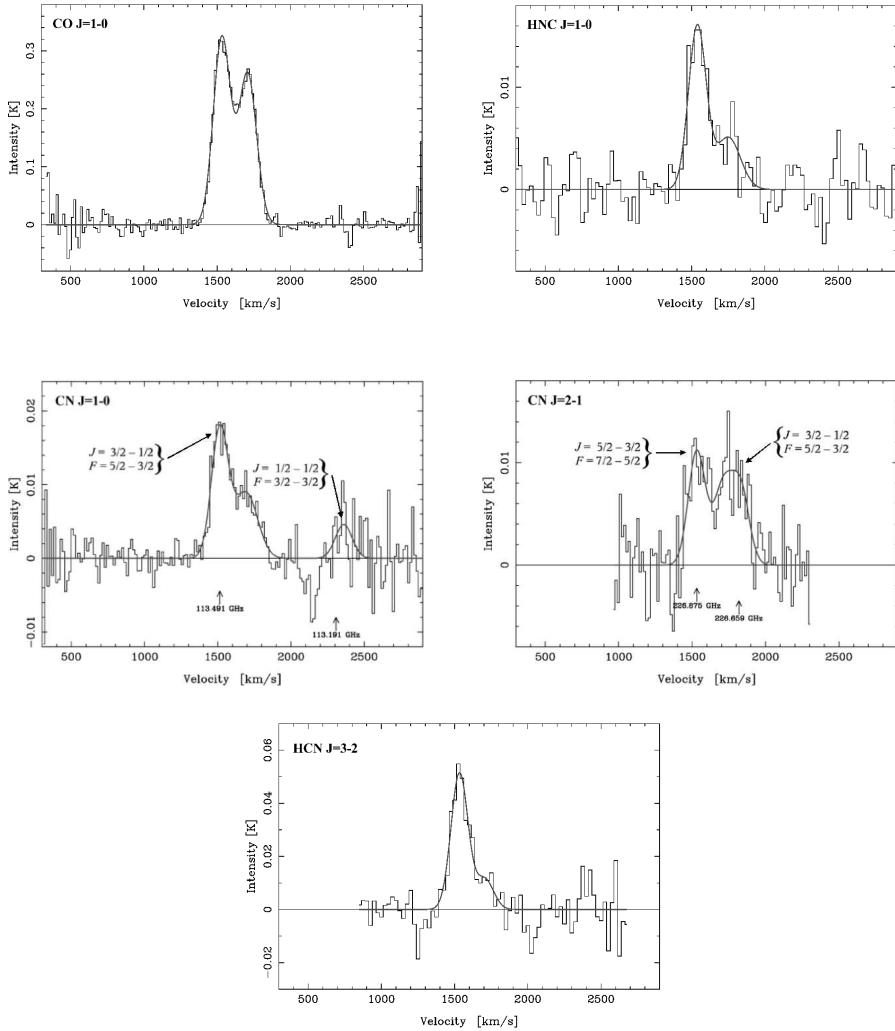 CO J=1-0
Intensity [K]
0 0.1 0.2 0.3
500 1000 1500 2000 2500
Velocity [km/s]
HNC J=1-0
Intensity [K]
0 0.01
500 1000 1500 2000 2500
Velocity [km/s]
CN J=1-0
J = 3/2 – 1/2
F = 5/2 – 3/2
J = 1/2 – 1/2
F = 3/2 – 3/2
113.491 GHz
113.191 GHz
Intensity [K]
-0.01 0 0.01 0.02
500 1000 1500 2000 2500
Velocity [km/s]
CN J=2-1
J = 5/2 – 3/2
F = 7/2 – 5/2
J = 3/2 – 1/2
F = 5/2 – 3/2
226.875 GHz
226.659 GHz
Intensity [K]
0 0.01
500 1000 1500 2000 2500
Velocity [km/s]
HCN J=3-2
Intensity [K]
-0.02 0 0.02 0.04 0.06
500 1000 1500 2000 2500
Velocity [km/s]